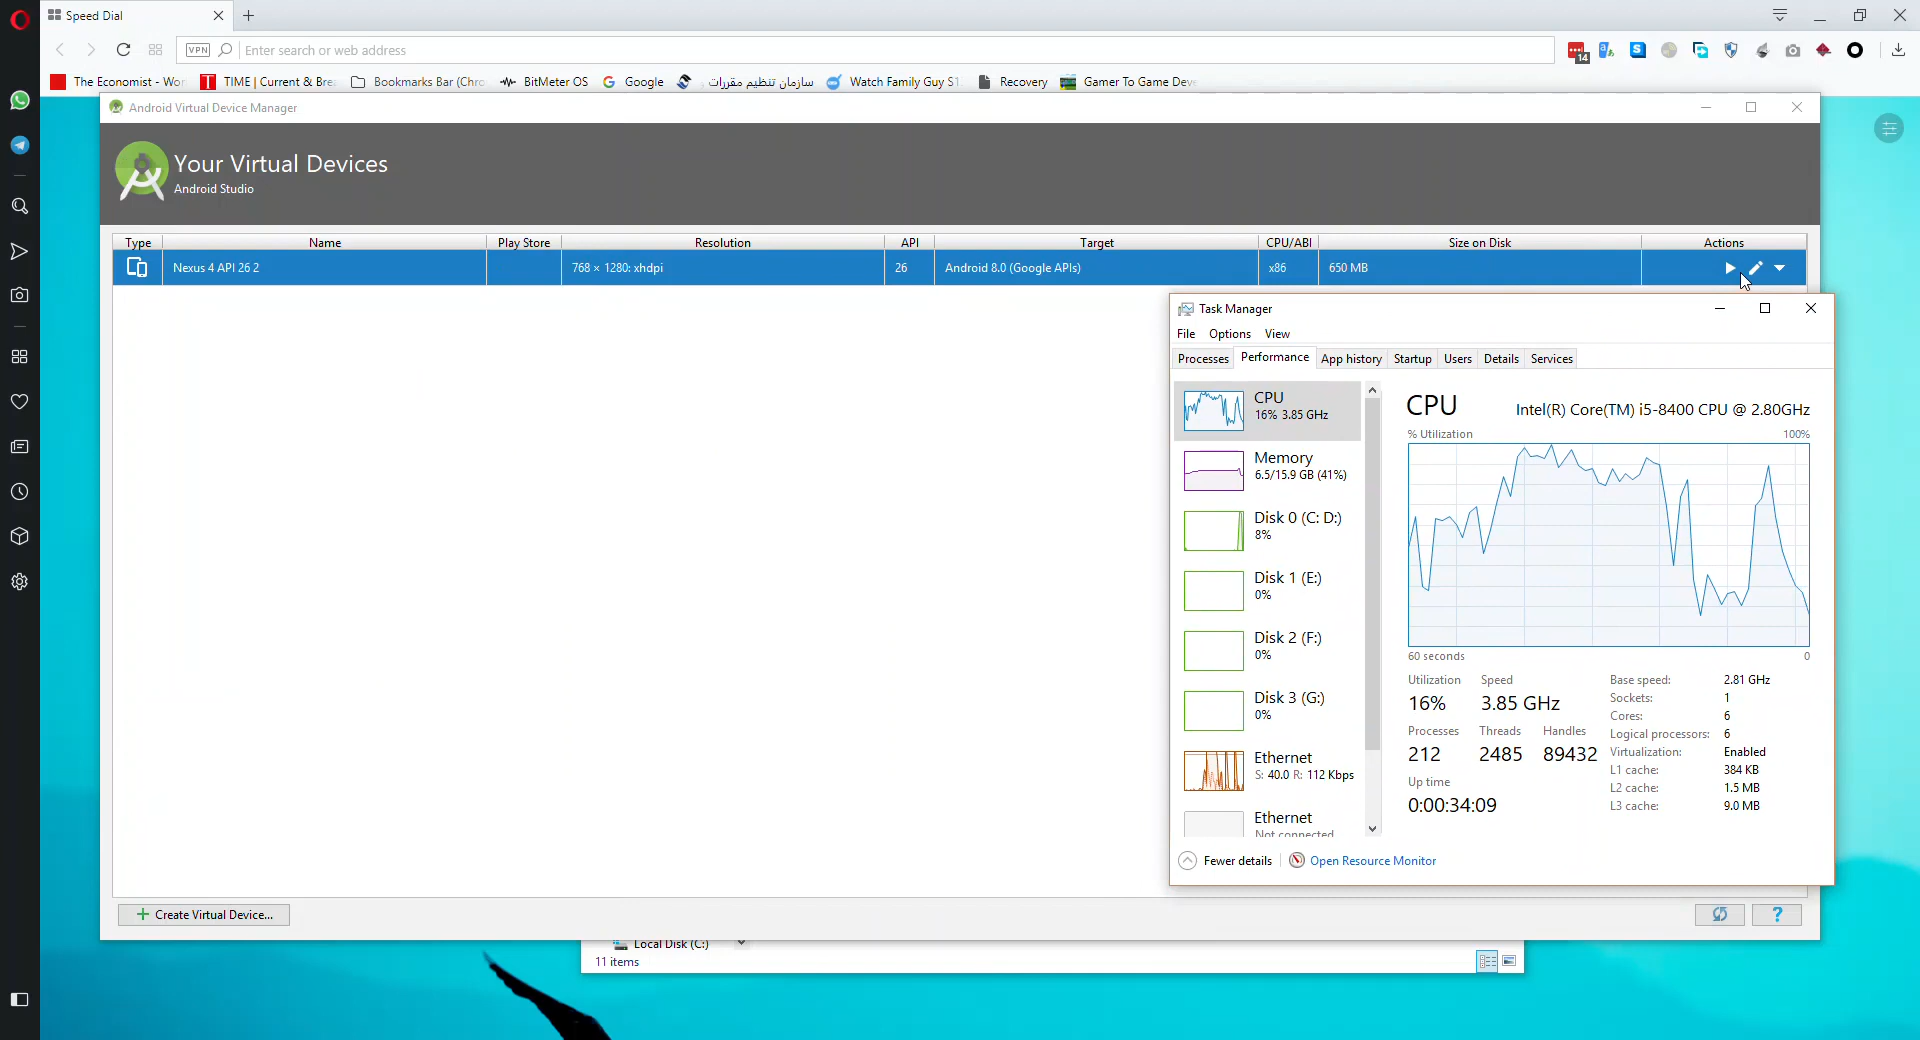 Speed Dial
VPN
Enter search or web address
14
The Economist - Wor
TIME | Current & Bre
Bookmarks Bar (Chro
BitMeter OS
Google
سازمان تنظیم مقررات
Watch Family Guy S1
Recovery
Gamer To Game Deve
Android Virtual Device Manager
Your Virtual Devices
Android Studio
Type Name Play Store Resolution API Target CPU/ABI Size on Disk Actions
Nexus 4 API 26 2 768 × 1280: xhdpi 26 Android 8.0 (Google APIs) x86 650 MB
Task Manager
File Options View
Processes Performance App history Startup Users Details Services
CPU
16% 3.85 GHz
Memory
6.5/15.9 GB (41%)
Disk 0 (C: D:)
8%
Disk 1 (E:)
0%
Disk 2 (F:)
0%
Disk 3 (G:)
0%
Ethernet
S: 40.0 R: 112 Kbps
Ethernet
Not connected
CPU Intel(R) Core(TM) i5-8400 CPU @ 2.80GHz
% Utilization 100%
60 seconds 0
Utilization Speed
16% 3.85 GHz
Processes Threads Handles
212 2485 89432
Up time
0:00:34:09
Base speed: 2.81 GHz
Sockets: 1
Cores: 6
Logical processors: 6
Virtualization: Enabled
L1 cache: 384 KB
L2 cache: 1.5 MB
L3 cache: 9.0 MB
Fewer details
Open Resource Monitor
Create Virtual Device...
?
Local Disk (C:)
11 items